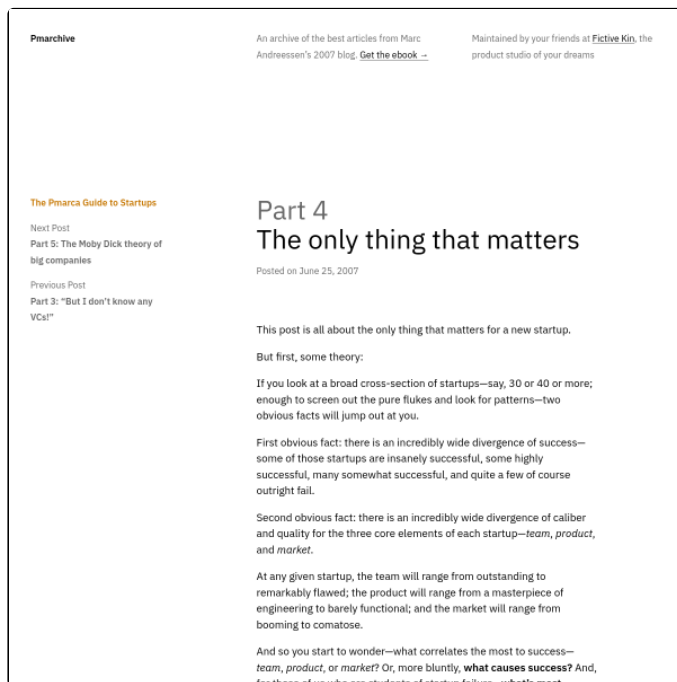 Pmarchive
An archive of the best articles from Marc
Andreessen's 2007 blog. Get the ebook →
Maintained by your friends at Fictive Kin, the
product studio of your dreams
The Pmarca Guide to Startups
Next Post
Part 5: The Moby Dick theory of
big companies
Previous Post
Part 3: “But I don’t know any
VCs!”
Part 4
The only thing that matters
Posted on June 25, 2007
This post is all about the only thing that matters for a new startup.
But first, some theory:
If you look at a broad cross-section of startups—say, 30 or 40 or more;
enough to screen out the pure flukes and look for patterns—two
obvious facts will jump out at you.
First obvious fact: there is an incredibly wide divergence of success—
some of those startups are insanely successful, some highly
successful, many somewhat successful, and quite a few of course
outright fail.
Second obvious fact: there is an incredibly wide divergence of caliber
and quality for the three core elements of each startup—team, product,
and market.
At any given startup, the team will range from outstanding to
remarkably flawed; the product will range from a masterpiece of
engineering to barely functional; and the market will range from
booming to comatose.
And so you start to wonder—what correlates the most to success—
team, product, or market? Or, more bluntly, what causes success? And,
for those of us who are students of startup failure—what's most